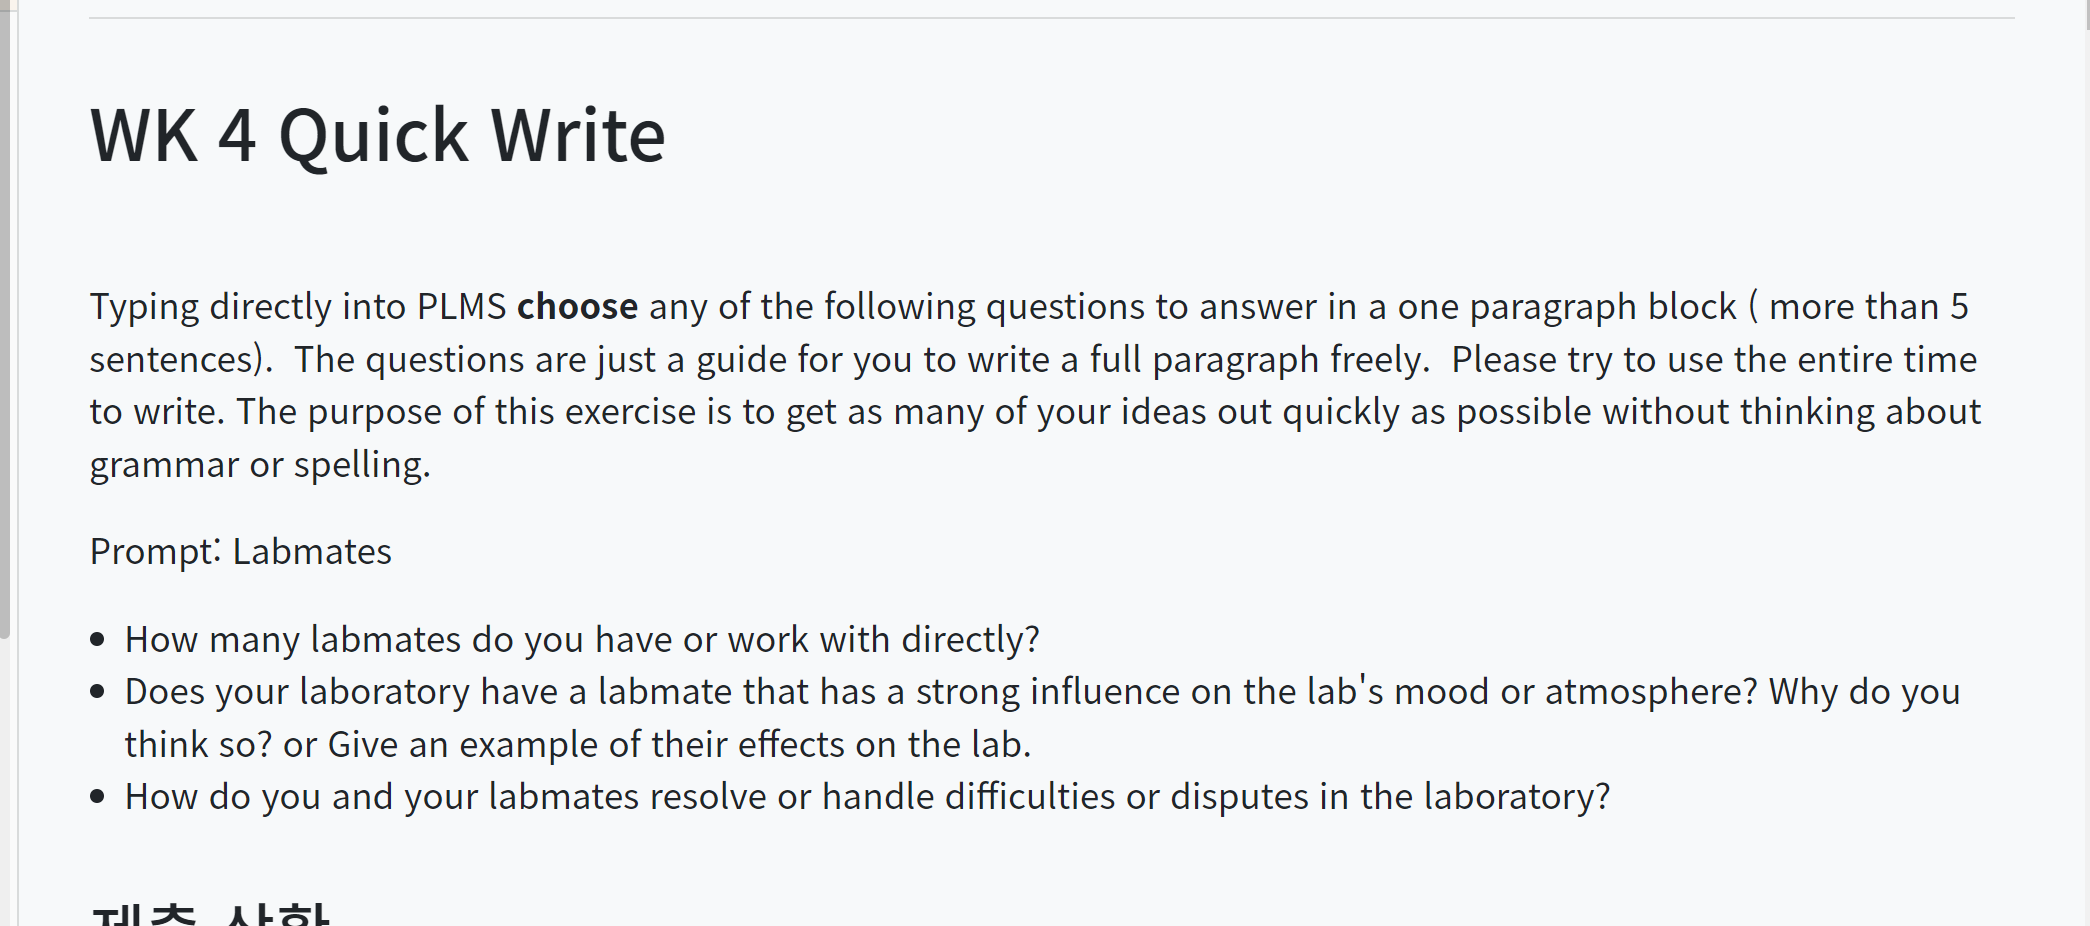 WK 4 Quick Write
Typing directly into PLMS choose any of the following questions to answer in a one paragraph block ( more than 5
sentences).  The questions are just a guide for you to write a full paragraph freely.  Please try to use the entire time
to write. The purpose of this exercise is to get as many of your ideas out quickly as possible without thinking about
grammar or spelling.
Prompt: Labmates
• How many labmates do you have or work with directly?
• Does your laboratory have a labmate that has a strong influence on the lab's mood or atmosphere? Why do you
think so? or Give an example of their effects on the lab.
• How do you and your labmates resolve or handle difficulties or disputes in the laboratory?